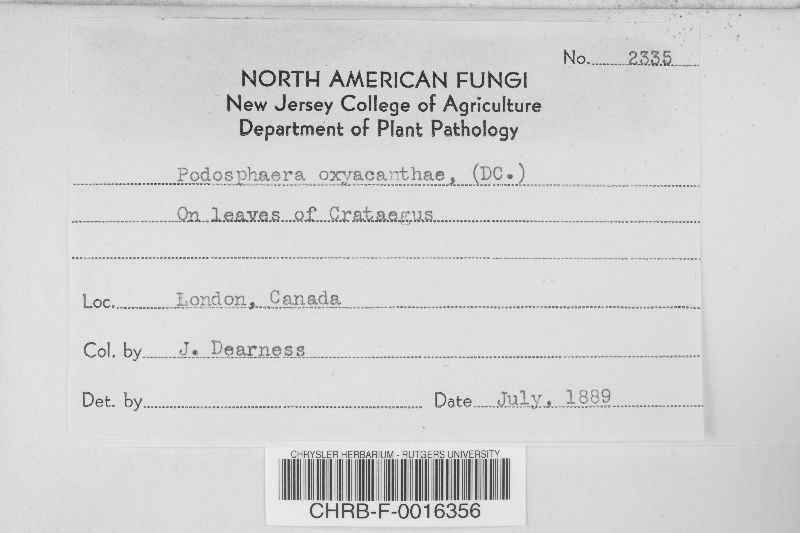 No. 2335
NORTH AMERICAN FUNGI
New Jersey College of Agriculture
Department of Plant Pathology
Podosphaera oxyacanthae, (DC.)
On leaves of Crataegus
Loc. London, Canada
Col. by J. Dearness
Det. by Date July, 1889
CHRYSLER HERBARIUM - RUTGERS UNIVERSITY
CHRB-F-0016356